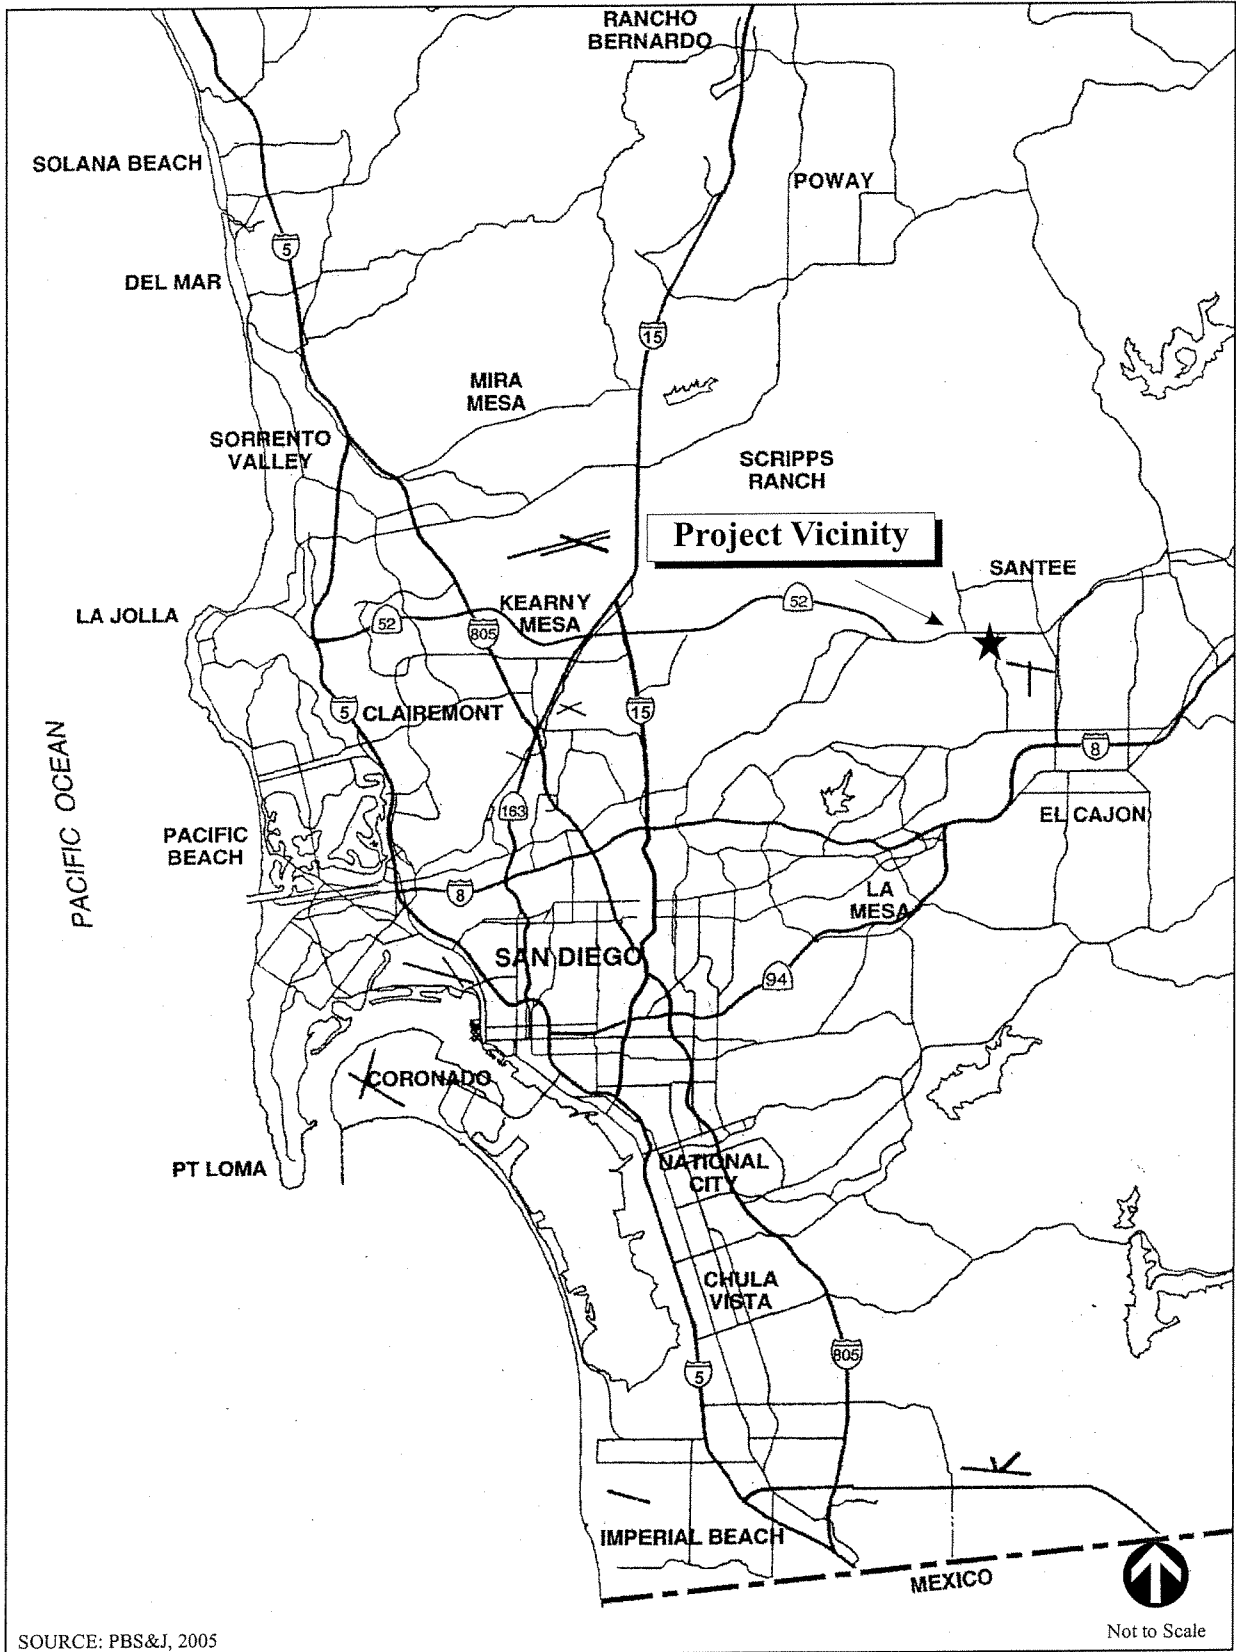 RANCHO
BERNARDO
SOLANA BEACH
POWAY
5
DEL MAR
15
MIRA
MESA
SORRENTO
VALLEY
SCRIPPS
RANCH
Project Vicinity
SANTEE
LA JOLLA
52
KEARNY
MESA
52
805
5
CLAIREMONT
15
8
PACIFIC OCEAN
163
EL CAJON
PACIFIC
BEACH
8
LA
MESA
SAN DIEGO
94
CORONADO
PT LOMA
NATIONAL
CITY
CHULA
VISTA
805
5
IMPERIAL BEACH
MEXICO
SOURCE: PBS&J, 2005
Not to Scale